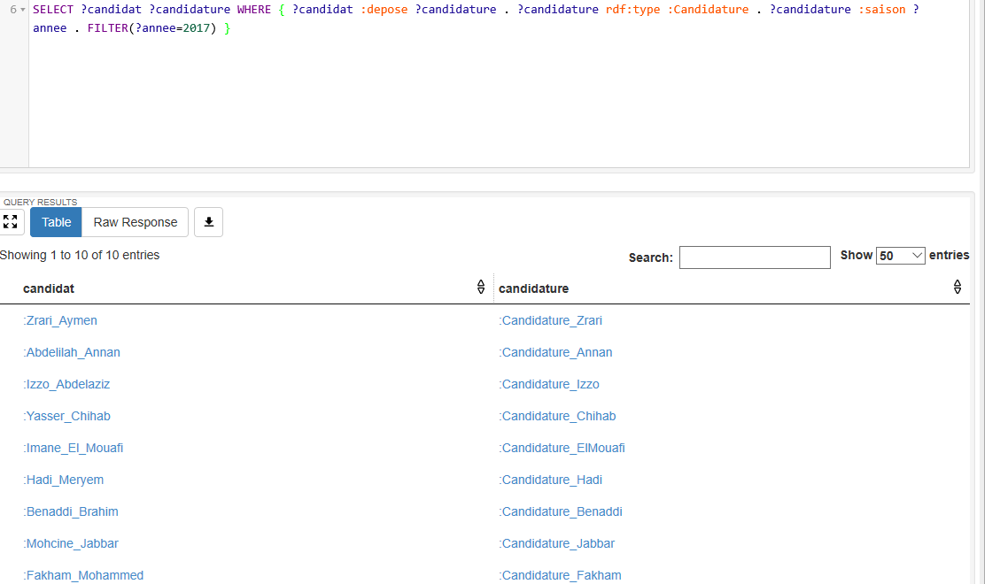 6 SELECT ?candidat ?candidature WHERE { ?candidat :depose ?candidature . ?candidature rdf:type :Candidature . ?candidature :saison ?
annee . FILTER(?annee=2017) }
QUERY RESULTS
Table Raw Response
Showing 1 to 10 of 10 entries
Search: Show 50 entries
candidat candidature
:Zrari_Aymen :Candidature_Zrari
:Abdelilah_Annan :Candidature_Annan
:Izzo_Abdelaziz :Candidature_Izzo
:Yasser_Chihab :Candidature_Chihab
:Imane_El_Mouafi :Candidature_ElMouafi
:Hadi_Meryem :Candidature_Hadi
:Benaddi_Brahim :Candidature_Benaddi
:Mohcine_Jabbar :Candidature_Jabbar
:Fakham_Mohammed :Candidature_Fakham